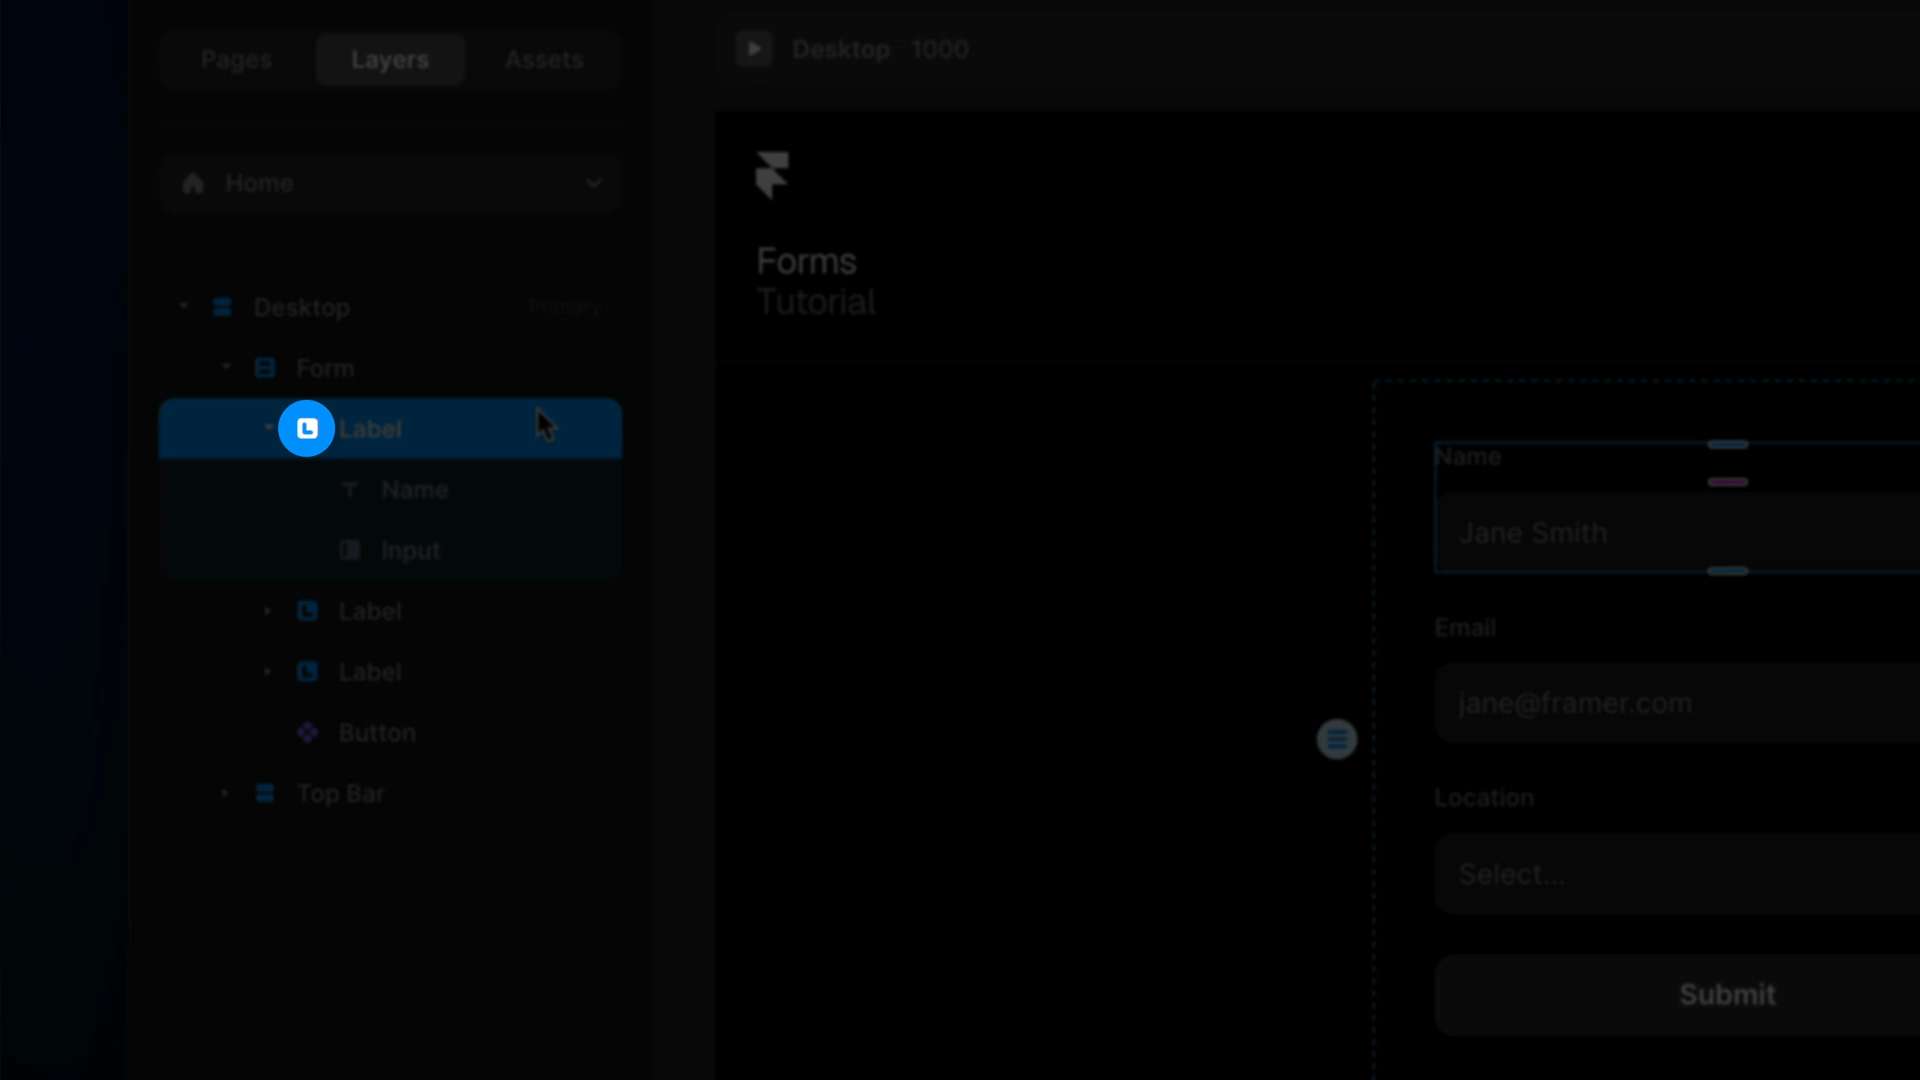 Pages Layers Assets
Home
Desktop Primary
Form
Label
Name
Input
Label
Label
Button
Top Bar
Desktop 1000
Forms
Tutorial
Name
Jane Smith
Email
jane@framer.com
Location
Select...
Submit